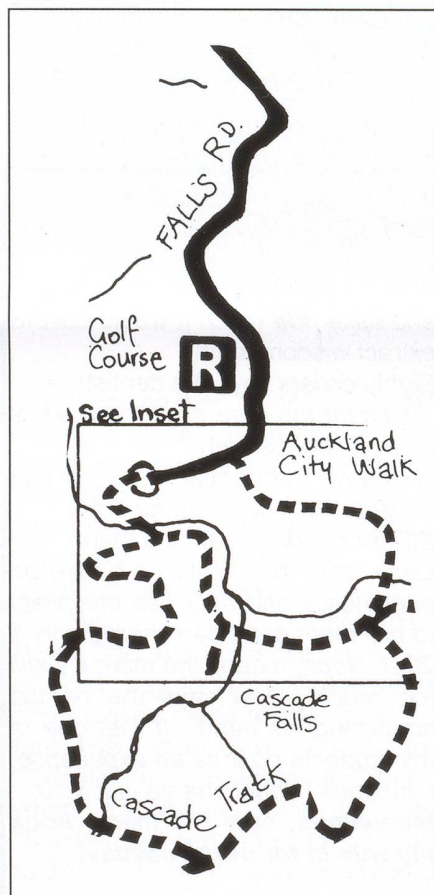 FALLS RD.
Golf
Course
R
See Inset
Auckland
City Walk
Cascade
Falls
Cascade Track